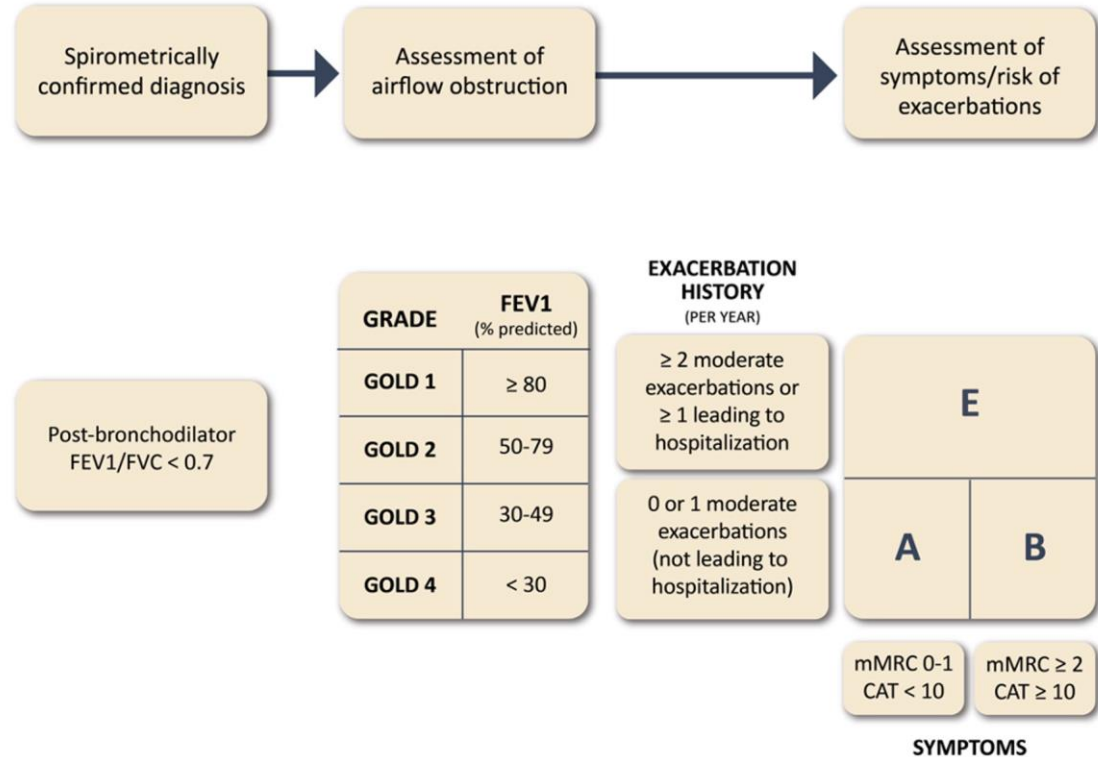 Spirometrically
confirmed diagnosis
Assessment of
airflow obstruction
Assessment of
symptoms/risk of
exacerbations
Post-bronchodilator
FEV1/FVC < 0.7
GRADE
FEV1
(% predicted)
GOLD 1
≥ 80
GOLD 2
50-79
GOLD 3
30-49
GOLD 4
< 30
EXACERBATION
HISTORY
(PER YEAR)
≥ 2 moderate
exacerbations or
≥ 1 leading to
hospitalization
0 or 1 moderate
exacerbations
(not leading to
hospitalization)
E
A
B
mMRC 0-1
CAT < 10
mMRC ≥ 2
CAT ≥ 10
SYMPTOMS